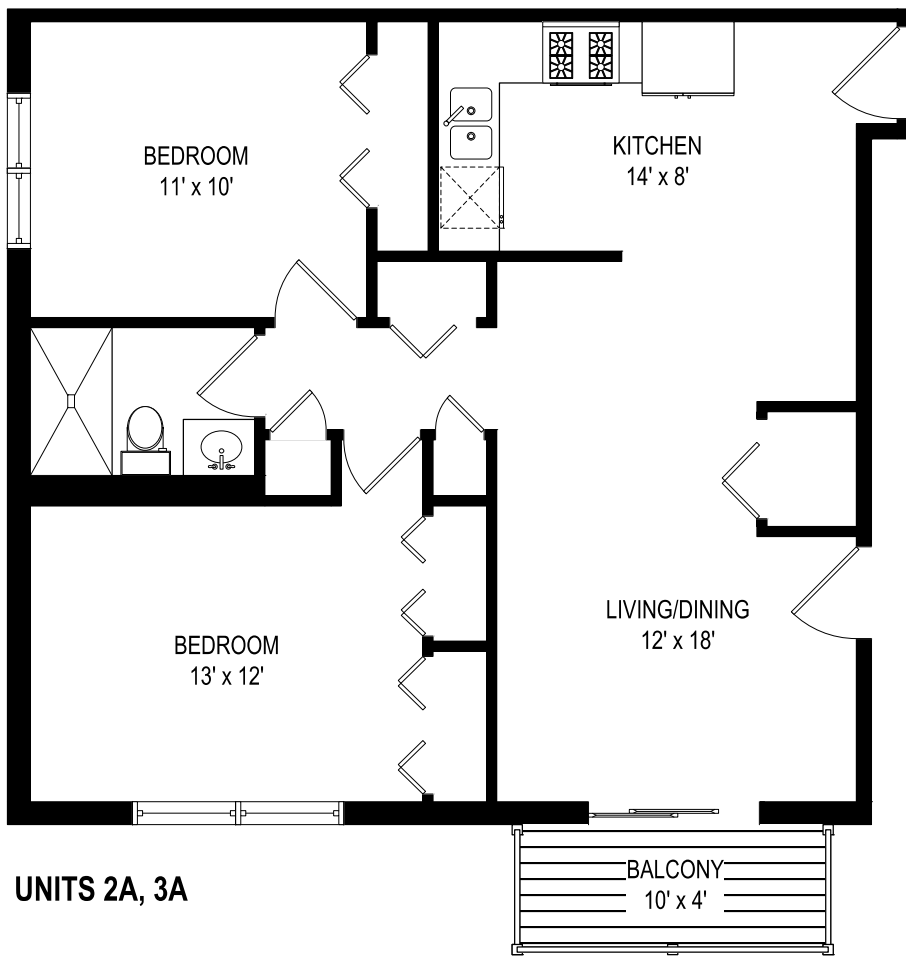 BEDROOM
11' x 10'
KITCHEN
14' x 8'
LIVING/DINING
12' x 18'
BEDROOM
13' x 12'
BALCONY
10' x 4'
UNITS 2A, 3A